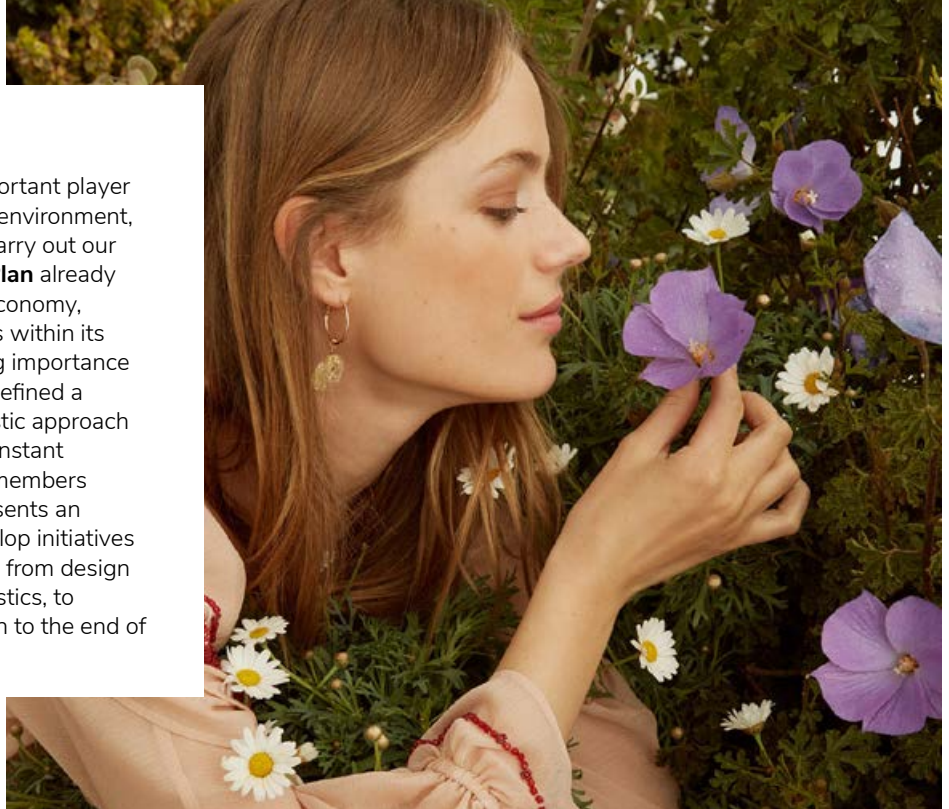 ortant player
environment,
arry out our
lan already
conomy,
s within its
g importance
efined a
stic approach
nstant
members
sents an
lop initiatives
from design
stics, to
n to the end of